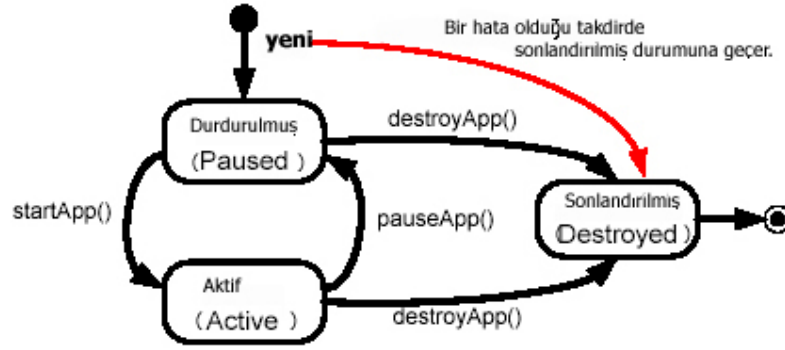 Bir hata olduğu takdirde
yeni
sonlandırılmış durumuna geçer.
Durdurulmuş
(Paused )
destroyApp()
startApp()
pauseApp()
Sonlandırılmış
(Destroyed )
Aktif
(Active )
destroyApp()